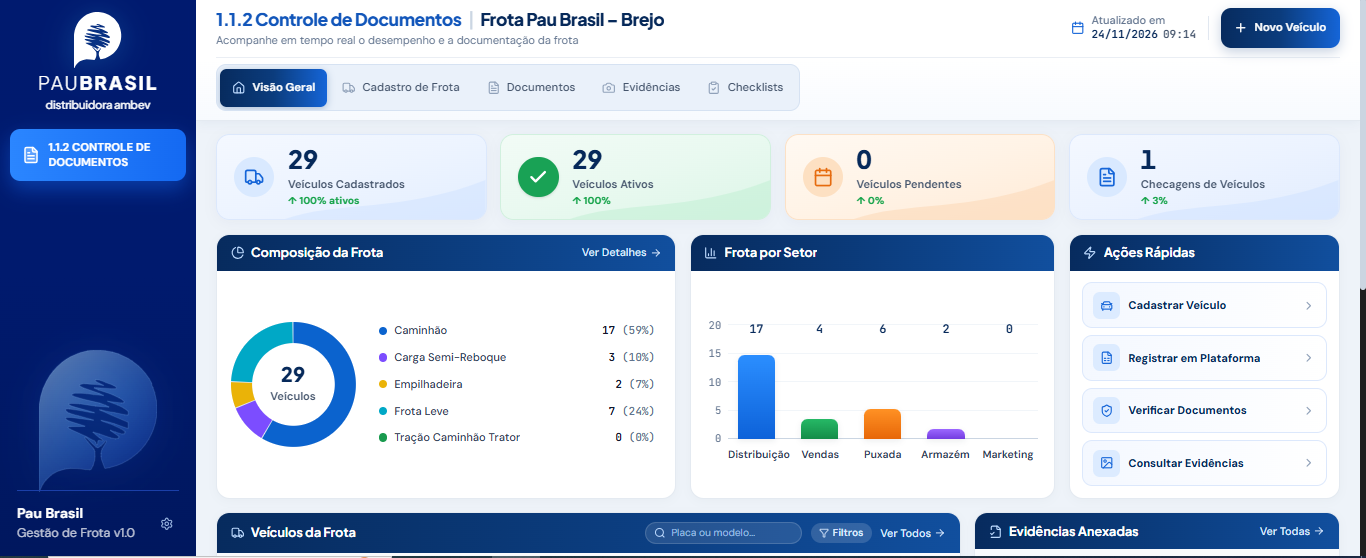 PAUBRASIL
distribuidora ambev
1.1.2 CONTROLE DE
DOCUMENTOS
Pau Brasil
Gestão de Frota v1.0
1.1.2 Controle de Documentos | Frota Pau Brasil – Brejo
Acompanhe em tempo real o desempenho e a documentação da frota
Atualizado em
24/11/2026 09:14
+ Novo Veículo
Visão Geral
Cadastro de Frota
Documentos
Evidências
Checklists
29
Veículos Cadastrados
↑ 100% ativos
29
Veículos Ativos
↑ 100%
0
Veículos Pendentes
↑ 0%
1
Checagens de Veículos
↑ 3%
Composição da Frota
Ver Detalhes →
29
Veículos
Caminhão 17 (59%)
Carga Semi-Reboque 3 (10%)
Empilhadeira 2 (7%)
Frota Leve 7 (24%)
Tração Caminhão Trator 0 (0%)
Frota por Setor
20
15
10
5
0
17 4 6 2 0
Distribuição Vendas Puxada Armazém Marketing
Ações Rápidas
Cadastrar Veículo
Registrar em Plataforma
Verificar Documentos
Consultar Evidências
Veículos da Frota
Placa ou modelo...
Filtros
Ver Todos →
Evidências Anexadas
Ver Todas →